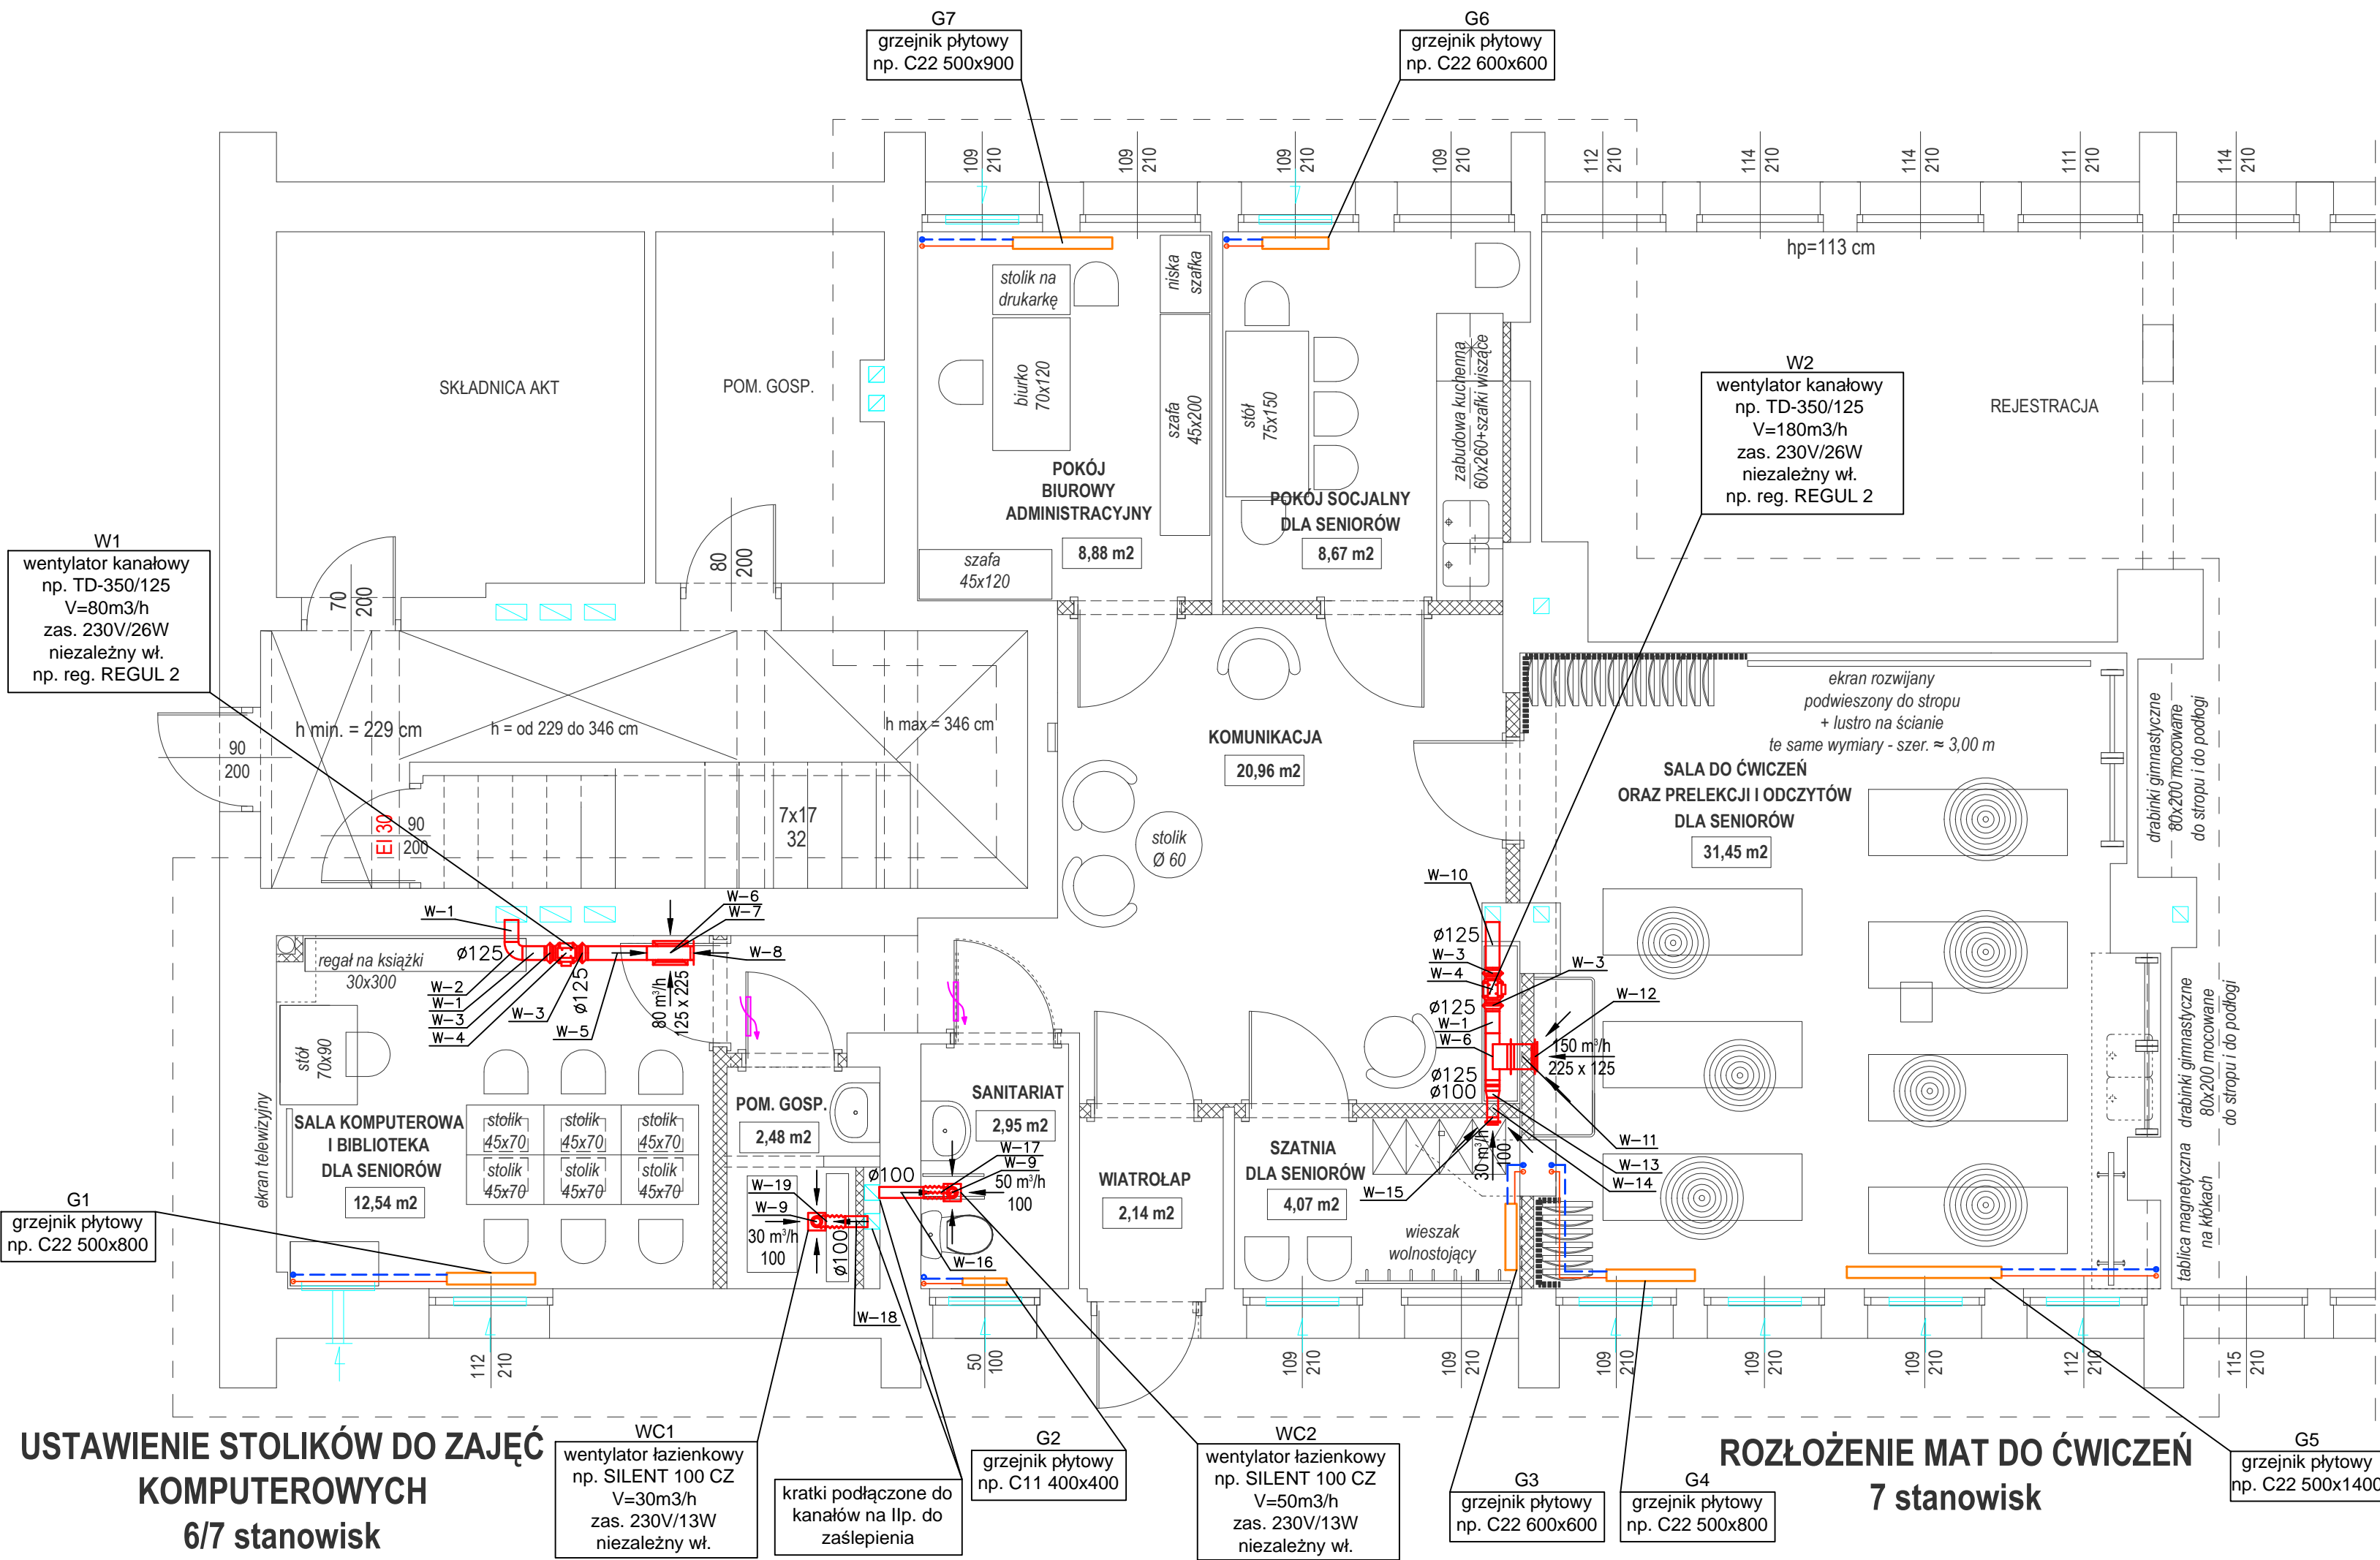 G7
grzejnik płytowy
np. C22 500x900
G6
grzejnik płytowy
np. C22 600x600
109
210
109
210
109
210
109
210
112
210
114
210
114
210
111
210
114
210
hp=113 cm
stolik na
drukarkę
niska
szafka
biurko
70x120
szafa
45x200
stół
75x150
zabudowa kuchenna
60x260+szafki wiszące
SKŁADNICA AKT
POM. GOSP.
REJESTRACJA
W2
wentylator kanałowy
np. TD-350/125
V=180m3/h
zas. 230V/26W
niezależny wł.
np. reg. REGUL 2
POKÓJ
BIUROWY
ADMINISTRACYJNY
8,88 m2
POKÓJ SOCJALNY
DLA SENIORÓW
8,67 m2
szafa
45x120
W1
wentylator kanałowy
np. TD-350/125
V=80m3/h
zas. 230V/26W
niezależny wł.
np. reg. REGUL 2
70
200
80
200
h min. = 229 cm
h = od 229 do 346 cm
h max = 346 cm
90
200
EI 30
90
200
7x17
32
KOMUNIKACJA
20,96 m2
stolik
Ø 60
ekran rozwijany
podwieszony do stropu
+ lustro na ścianie
te same wymiary - szer. ≈ 3,00 m
SALA DO ĆWICZEŃ
ORAZ PRELEKCJI I ODCZYTÓW
DLA SENIORÓW
31,45 m2
drabinki gimnastyczne
80x200 mocowane
do stropu i do podłogi
W-1
W-6
W-7
W-8
ø125
regał na książki
30x300
W-2
W-1
W-3
W-4
W-3
ø125
W-5
80 m³/h
125 x 225
W-10
ø125
W-3
W-4
W-3
W-12
ø125
W-1
W-6
150 m³/h
225 x 125
ø125
ø100
W-11
W-13
W-14
W-15
30 m³/h
100
stół
70x90
ekran telewizyjny
SALA KOMPUTEROWA
I BIBLIOTEKA
DLA SENIORÓW
12,54 m2
stolik
45x70
stolik
45x70
stolik
45x70
stolik
45x70
stolik
45x70
stolik
45x70
POM. GOSP.
2,48 m2
SANITARIAT
2,95 m2
W-17
W-9
50 m³/h
100
ø100
W-19
W-9
30 m³/h
100
ø100
W-16
W-18
WIATROŁAP
2,14 m2
SZATNIA
DLA SENIORÓW
4,07 m2
wieszak
wolnostojący
drabinki gimnastyczne
80x200 mocowane
do stropu i do podłogi
tablica magnetyczna
na kłókach
G1
grzejnik płytowy
np. C22 500x800
112
210
50
100
109
210
109
210
109
210
109
210
109
210
112
210
115
210
USTAWIENIE STOLIKÓW DO ZAJĘĆ
KOMPUTEROWYCH
6/7 stanowisk
WC1
wentylator łazienkowy
np. SILENT 100 CZ
V=30m3/h
zas. 230V/13W
niezależny wł.
kratki podłączone do
kanałów na IIp. do
zaślepienia
G2
grzejnik płytowy
np. C11 400x400
WC2
wentylator łazienkowy
np. SILENT 100 CZ
V=50m3/h
zas. 230V/13W
niezależny wł.
G3
grzejnik płytowy
np. C22 600x600
G4
grzejnik płytowy
np. C22 500x800
ROZŁOŻENIE MAT DO ĆWICZEŃ
7 stanowisk
G5
grzejnik płytowy
np. C22 500x1400